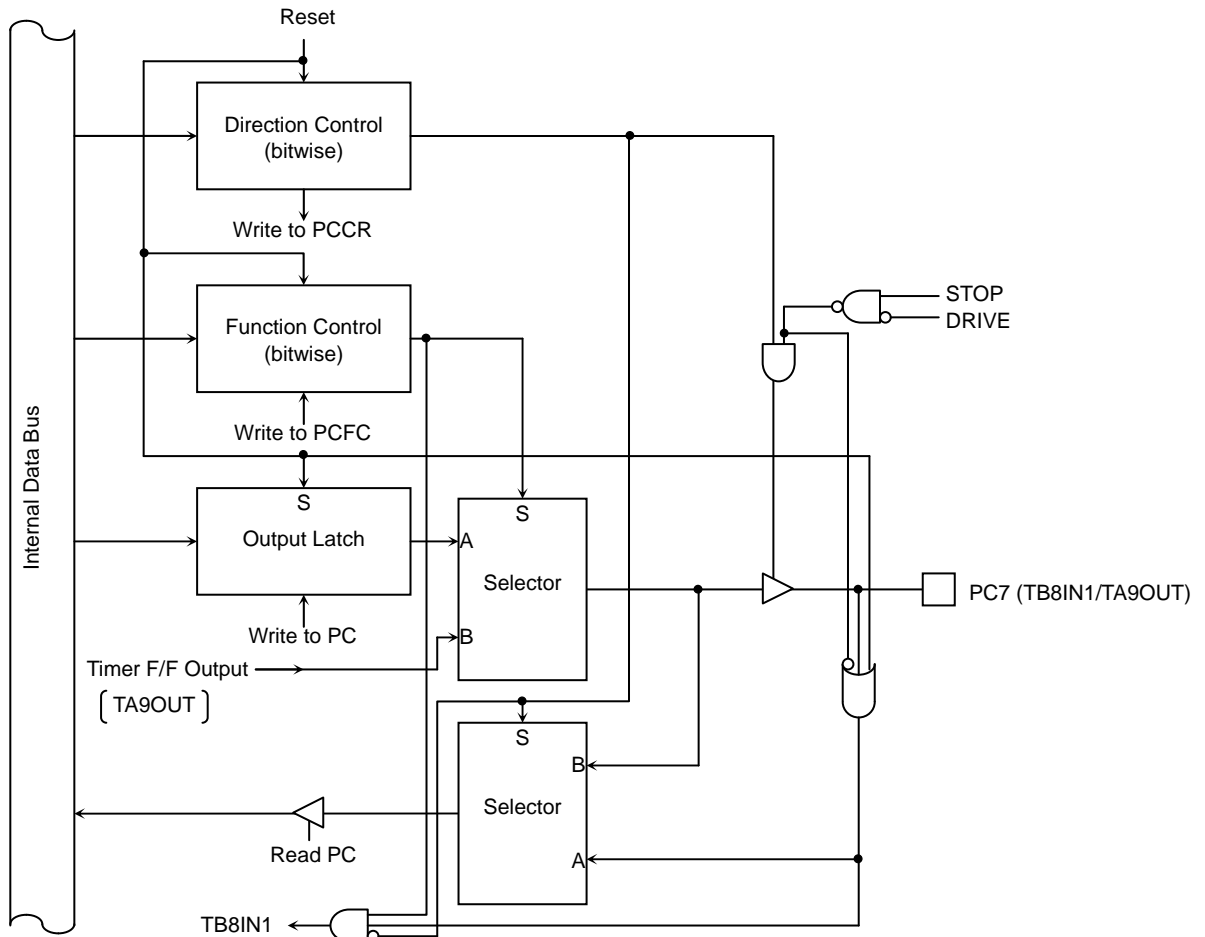 Reset
Direction Control
(bitwise)
Write to PCCR
Function Control
(bitwise)
STOP
DRIVE
Write to PCFC
Internal Data Bus
S
Output Latch
S
A
Selector
B
PC7 (TB8IN1/TA9OUT)
Write to PC
Timer F/F Output
TA9OUT
S
B
Selector
A
Read PC
TB8IN1